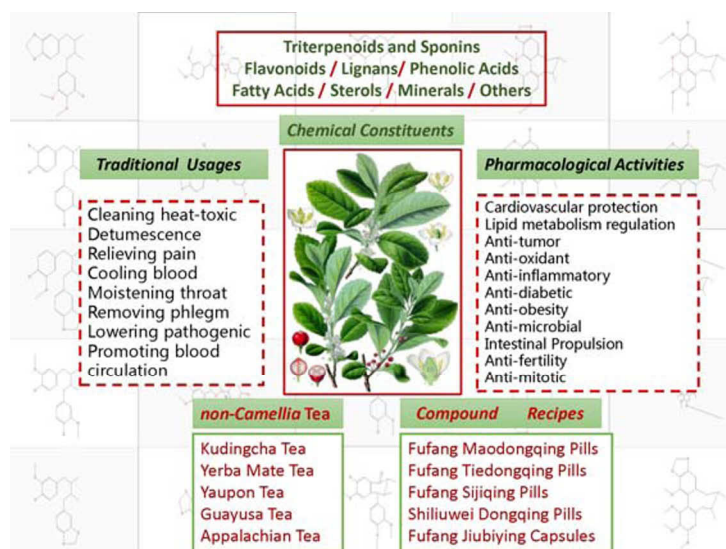 Triterpenoids and Sponins
Flavonoids / Lignans/ Phenolic Acids
Fatty Acids / Sterols / Minerals / Others
Chemical Constituents
Traditional Usages
Cleaning heat-toxic
Detumescence
Relieving pain
Cooling blood
Moistening throat
Removing phlegm
Lowering pathogenic
Promoting blood
circulation
Pharmacological Activities
Cardiovascular protection
Lipid metabolism regulation
Anti-tumor
Anti-oxidant
Anti-inflammatory
Anti-diabetic
Anti-obesity
Anti-microbial
Intestinal Propulsion
Anti-fertility
Anti-mitotic
non-Camellia Tea
Kudingcha Tea
Yerba Mate Tea
Yaupon Tea
Guayusa Tea
Appalachian Tea
Compound Recipes
Fufang Maodongqing Pills
Fufang Tiedongqing Pills
Fufang Sijiqing Pills
Shiliuwei Dongqing Pills
Fufang Jiubiying Capsules